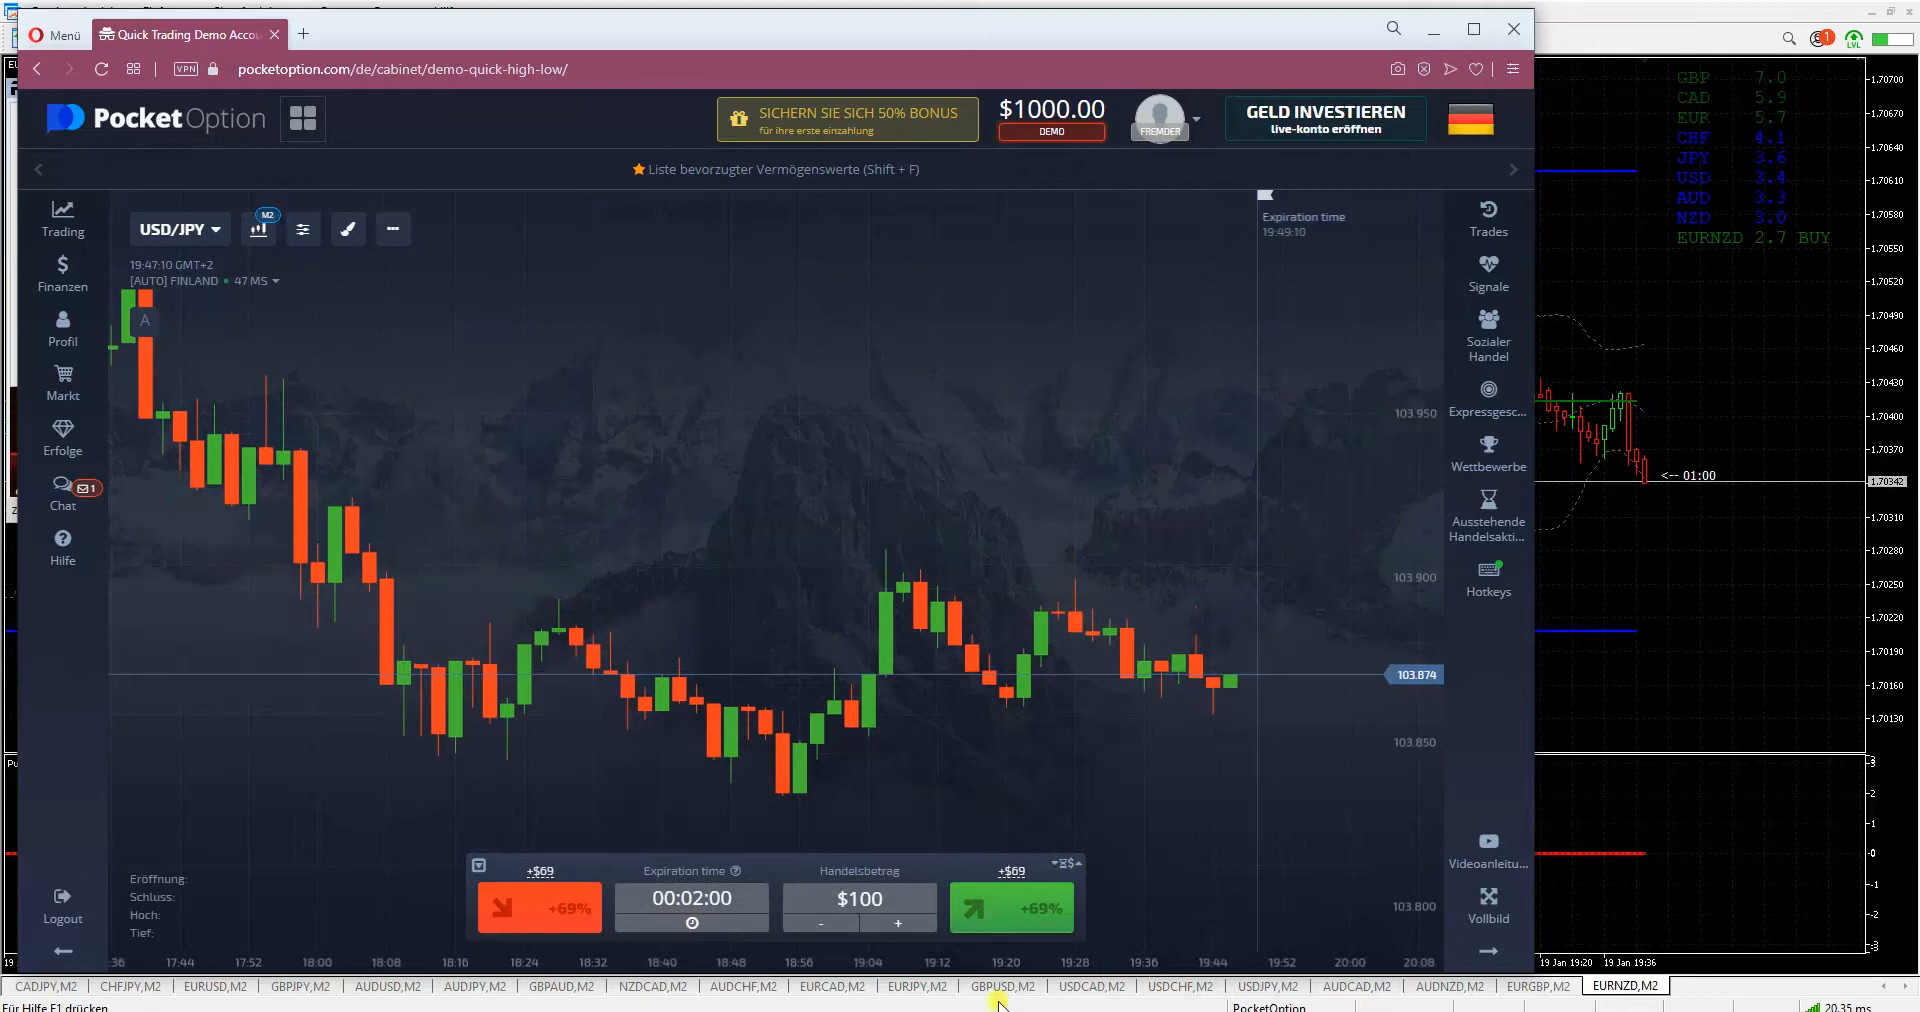 Menü
Quick Trading Demo Accou
VPN
pocketoption.com/de/cabinet/demo-quick-high-low/
PocketOption
SICHERN SIE SICH 50% BONUS
für ihre erste einzahlung
$1000.00
DEMO
FREMDER
GELD INVESTIEREN
live-konto eröffnen
Liste bevorzugter Vermögenswerte (Shift + F)
Trading
Finanzen
Profil
Markt
Erfolge
Chat
1
Hilfe
Logout
USD/JPY
M2
19:47:10 GMT+2
[AUTO] FINLAND 47 MS
A
Expiration time
19:49:10
103.950
103.900
103.874
103.850
103.800
Eröffnung:
Schluss:
Hoch:
Tief:
+$69
+69%
Expiration time
00:02:00
Handelsbetrag
$100
- +
+$69
+69%
:36 17:44 17:52 18:00 18:08 18:16 18:24 18:32 18:40 18:48 18:56 19:04 19:12 19:20 19:28 19:36 19:44 19:52 20:00 20:08
Trades
Signale
Sozialer
Handel
Expressgesc...
Wettbewerbe
Ausstehende
Handelsakti...
Hotkeys
Videoanleitu...
Vollbild
1
LVL
GBP 7.0
CAD 5.9
EUR 5.7
CHF 4.1
JPY 3.6
USD 3.4
AUD 3.3
NZD 3.0
EURNZD 2.7 BUY
<-- 01:00
1.70700
1.70670
1.70640
1.70610
1.70580
1.70550
1.70520
1.70490
1.70460
1.70430
1.70400
1.70370
1.70342
1.70310
1.70280
1.70250
1.70220
1.70190
1.70160
1.70130
3
2
1
-0
-1
-2
-3
19 Jan 19:20 19 Jan 19:36
CADJPY,M2 CHFJPY,M2 EURUSD,M2 GBPJPY,M2 AUDUSD,M2 AUDJPY,M2 GBPAUD,M2 NZDCAD,M2 AUDCHF,M2 EURCAD,M2 EURJPY,M2 GBPUSD,M2 USDCAD,M2 USDCHF,M2 USDJPY,M2 AUDCAD,M2 AUDNZD,M2 EURGBP,M2 EURNZD,M2
Für Hilfe F1 drücken
PocketOption
20.35 ms